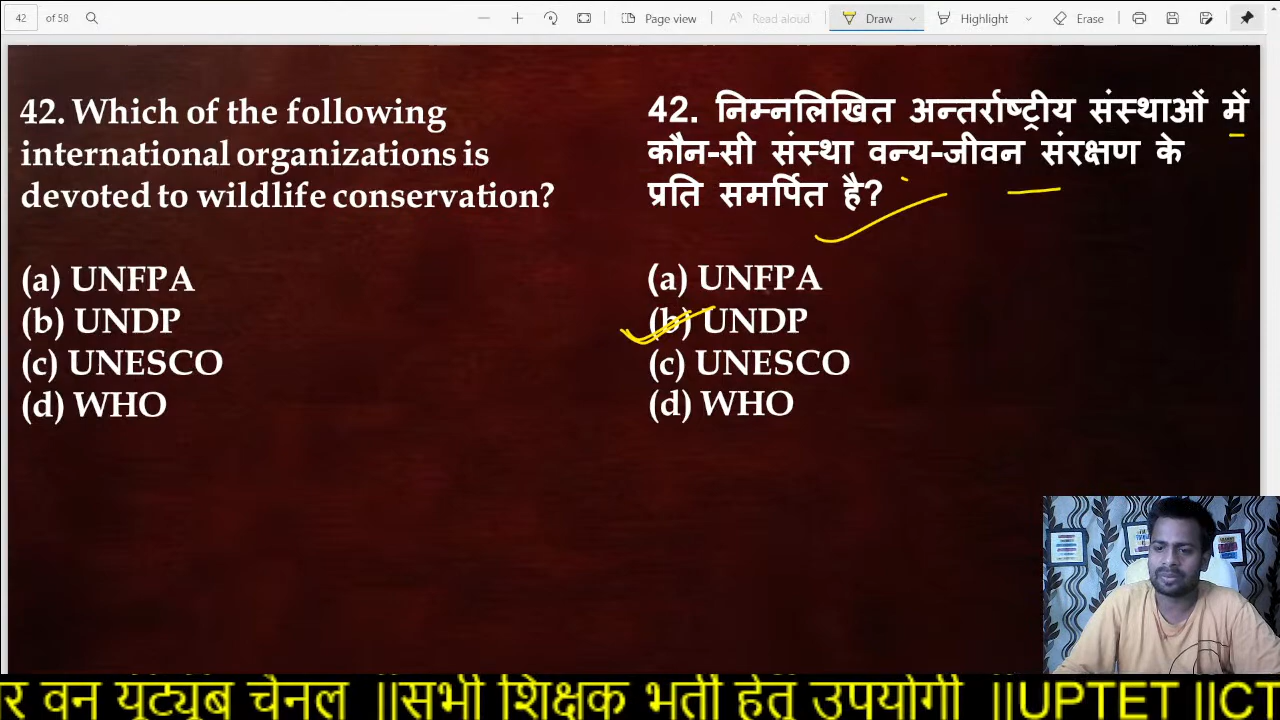 42 of 58 Page view Read aloud Draw Highlight Erase
42. Which of the following
international organizations is
devoted to wildlife conservation?
(a) UNFPA
(b) UNDP
(c) UNESCO
(d) WHO
42. निम्नलिखित अन्तर्राष्ट्रीय संस्थाओं में
कौन-सी संस्था वन्य-जीवन संरक्षण के
प्रति समर्पित है?
(a) UNFPA
(b) UNDP
(c) UNESCO
(d) WHO
र वन यूट्यूब चैनल ||सभी शिक्षक भर्ती हेतु उपयोगी ||UPTET ||CT